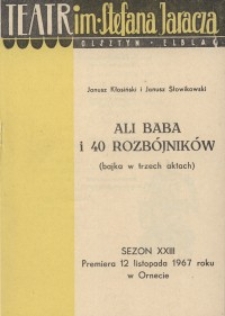 TEATR im. Stefana Jaracza
OLSZTYN - ELBLĄG
Janusz Kłosiński i Janusz Słowikowski
ALI BABA
i 40 ROZBÓJNIKÓW
(bajka w trzech aktach)
SEZON XXIII
Premiera 12 listopada 1967 roku
w Ornecie